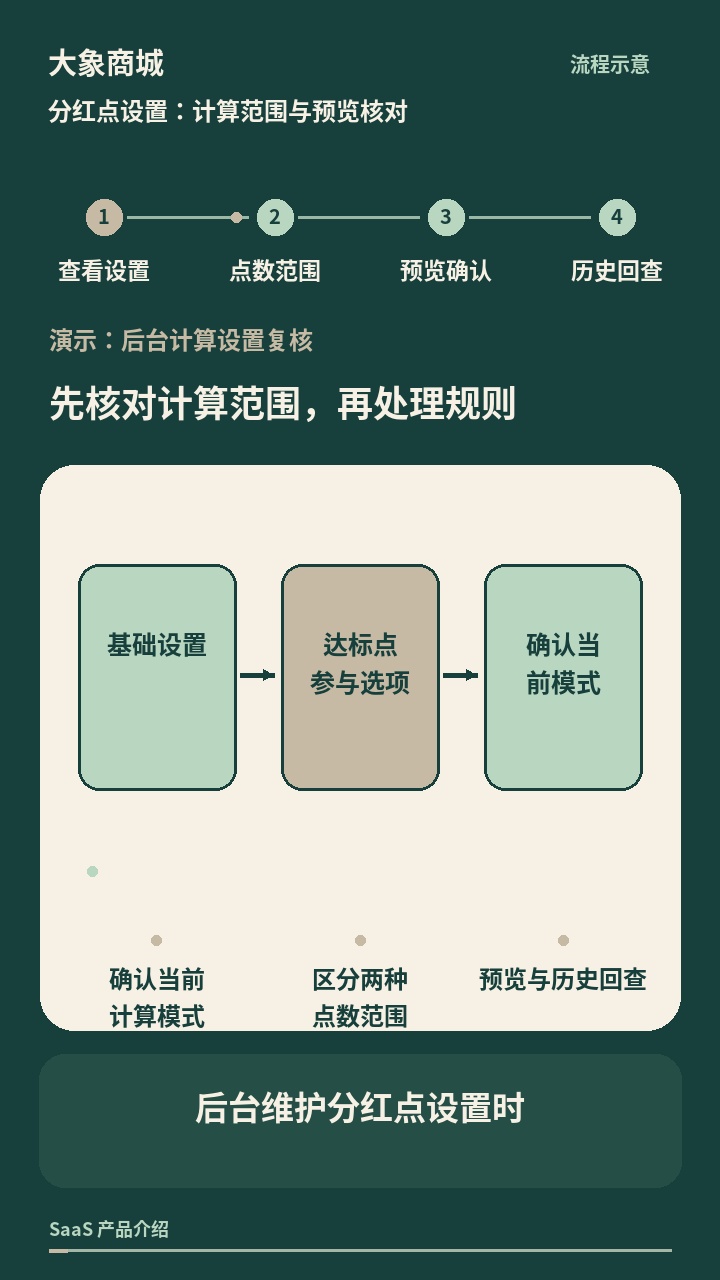 大象商城
流程示意
分红点设置：计算范围与预览核对
1
2
3
4
查看设置
点数范围
预览确认
历史回查
演示：后台计算设置复核
先核对计算范围，再处理规则
基础设置
达标点
参与选项
确认当
前模式
确认当前
计算模式
区分两种
点数范围
预览与历史回查
后台维护分红点设置时
SaaS 产品介绍